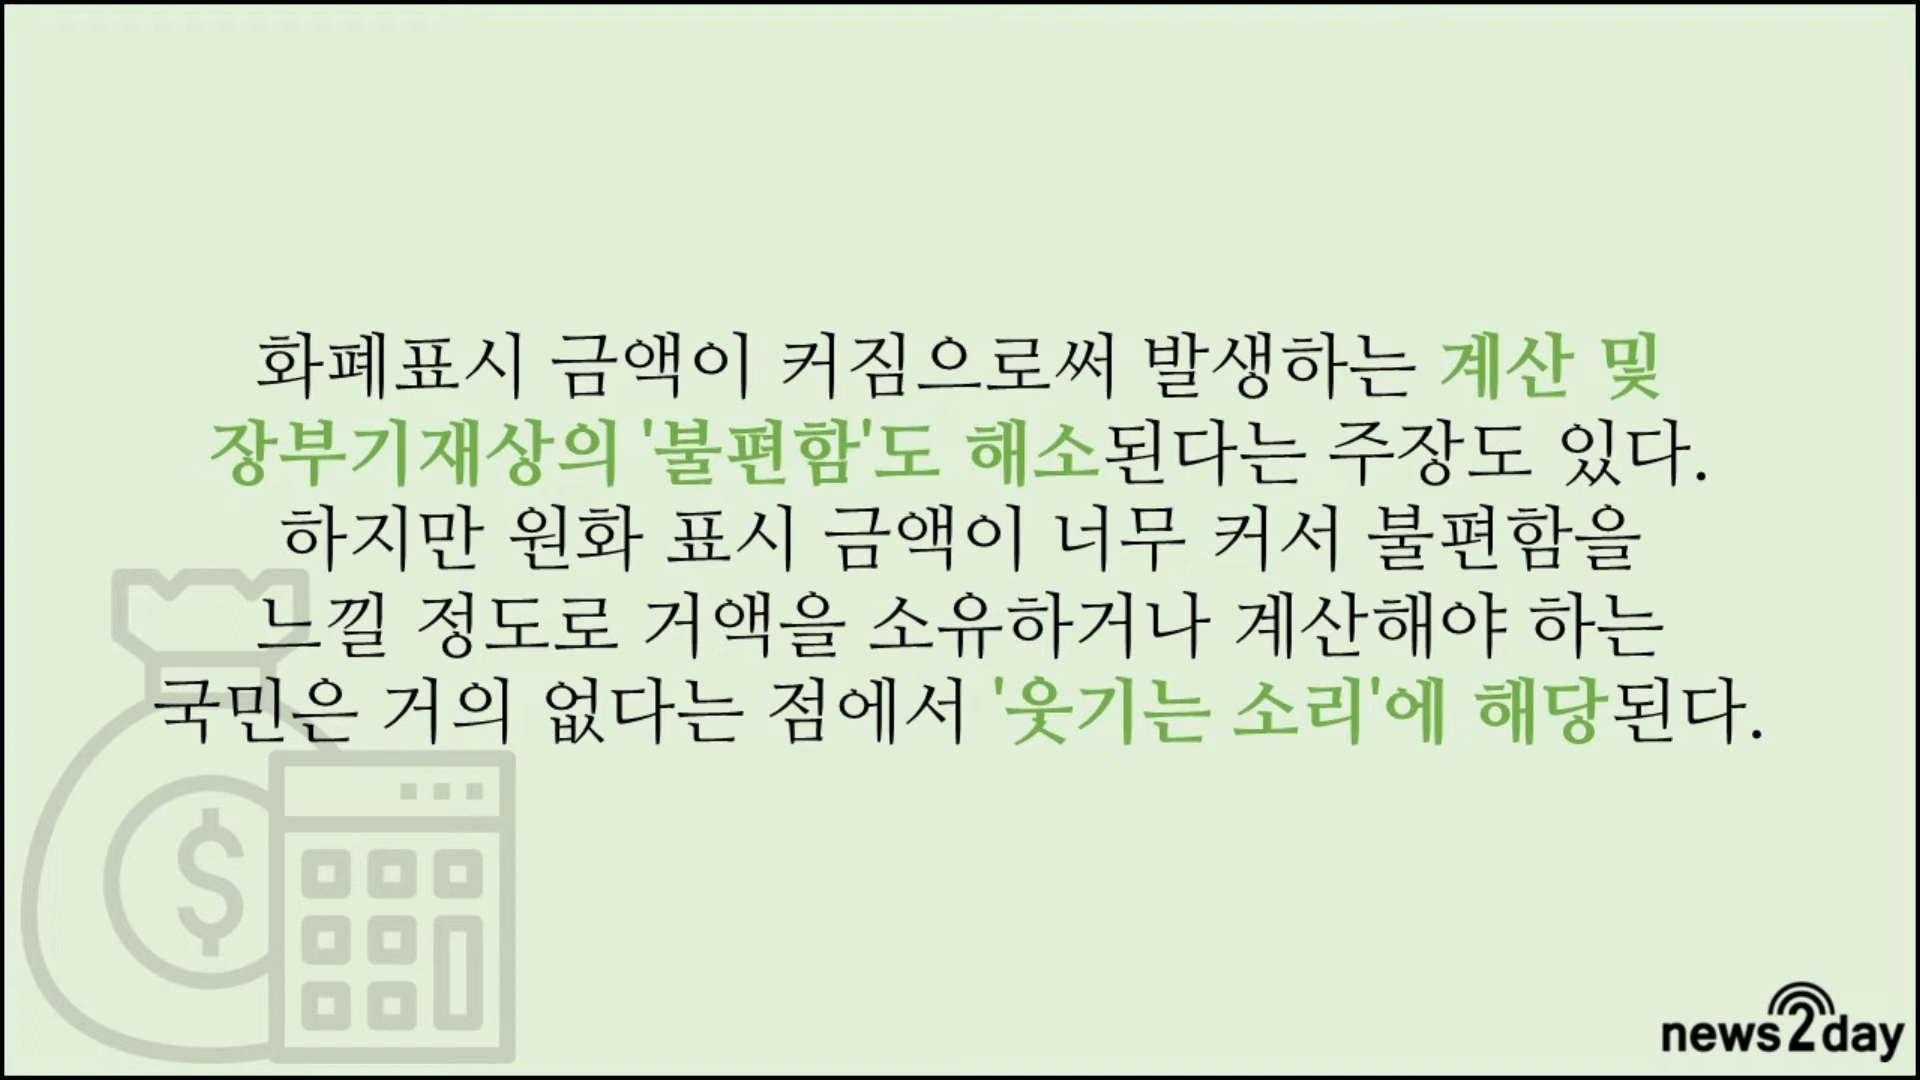 화폐표시 금액이 커짐으로써 발생하는 계산 및
장부기재상의 '불편함'도 해소된다는 주장도 있다.
하지만 원화 표시 금액이 너무 커서 불편함을
느낄 정도로 거액을 소유하거나 계산해야 하는
국민은 거의 없다는 점에서 '웃기는 소리'에 해당된다.
$
news2day